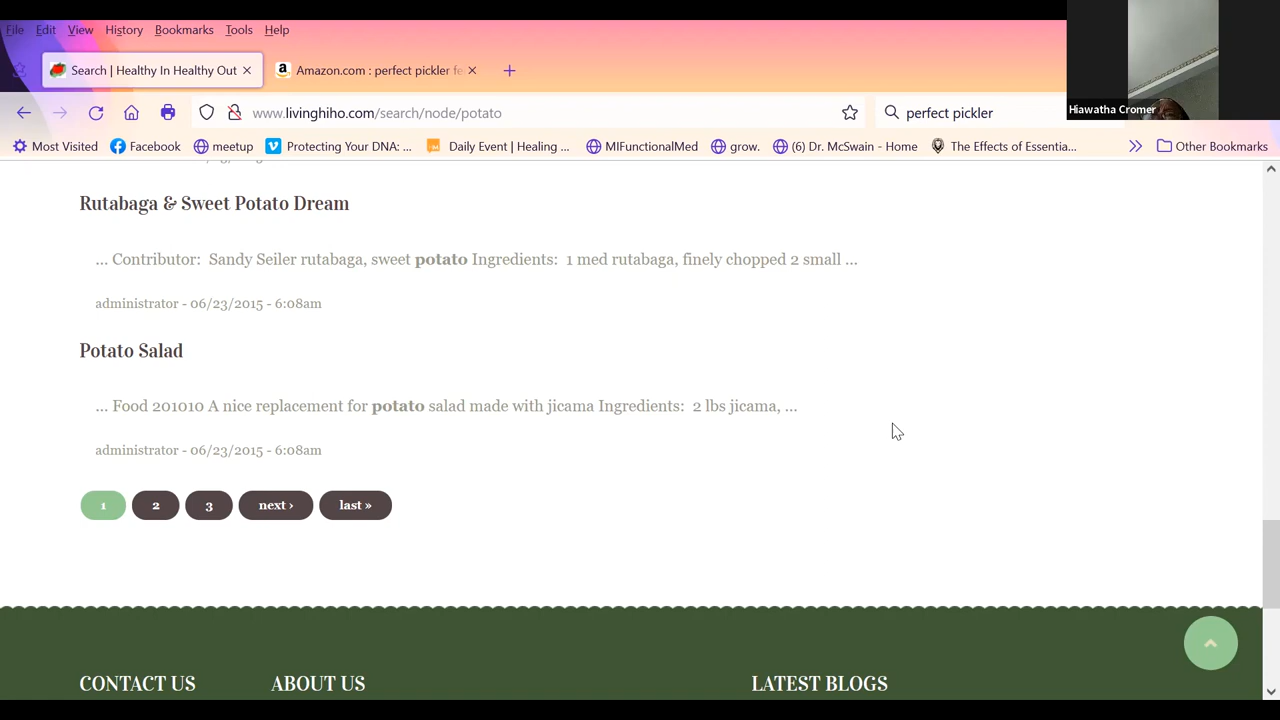 File Edit View History Bookmarks Tools Help
Search | Healthy In Healthy Out
Amazon.com : perfect pickler fe
www.livinghiho.com/search/node/potato
perfect pickler
Hiawatha Cromer
Most Visited Facebook meetup Protecting Your DNA: ... Daily Event | Healing ... MIFunctionalMed grow. (6) Dr. McSwain - Home The Effects of Essentia... Other Bookmarks
Rutabaga & Sweet Potato Dream
... Contributor: Sandy Seiler rutabaga, sweet potato Ingredients: 1 med rutabaga, finely chopped 2 small ...
administrator - 06/23/2015 - 6:08am
Potato Salad
... Food 201010 A nice replacement for potato salad made with jicama Ingredients: 2 lbs jicama, ...
administrator - 06/23/2015 - 6:08am
1 2 3 next › last »
CONTACT US ABOUT US LATEST BLOGS